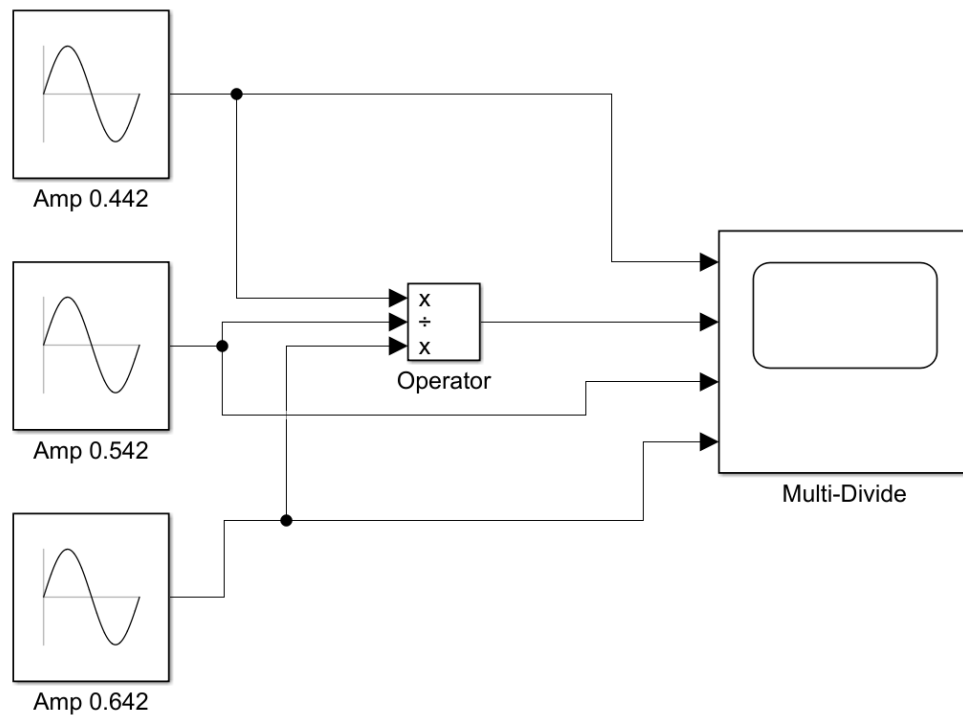 Amp 0.442
x
÷
x
Operator
Amp 0.542
Multi-Divide
Amp 0.642